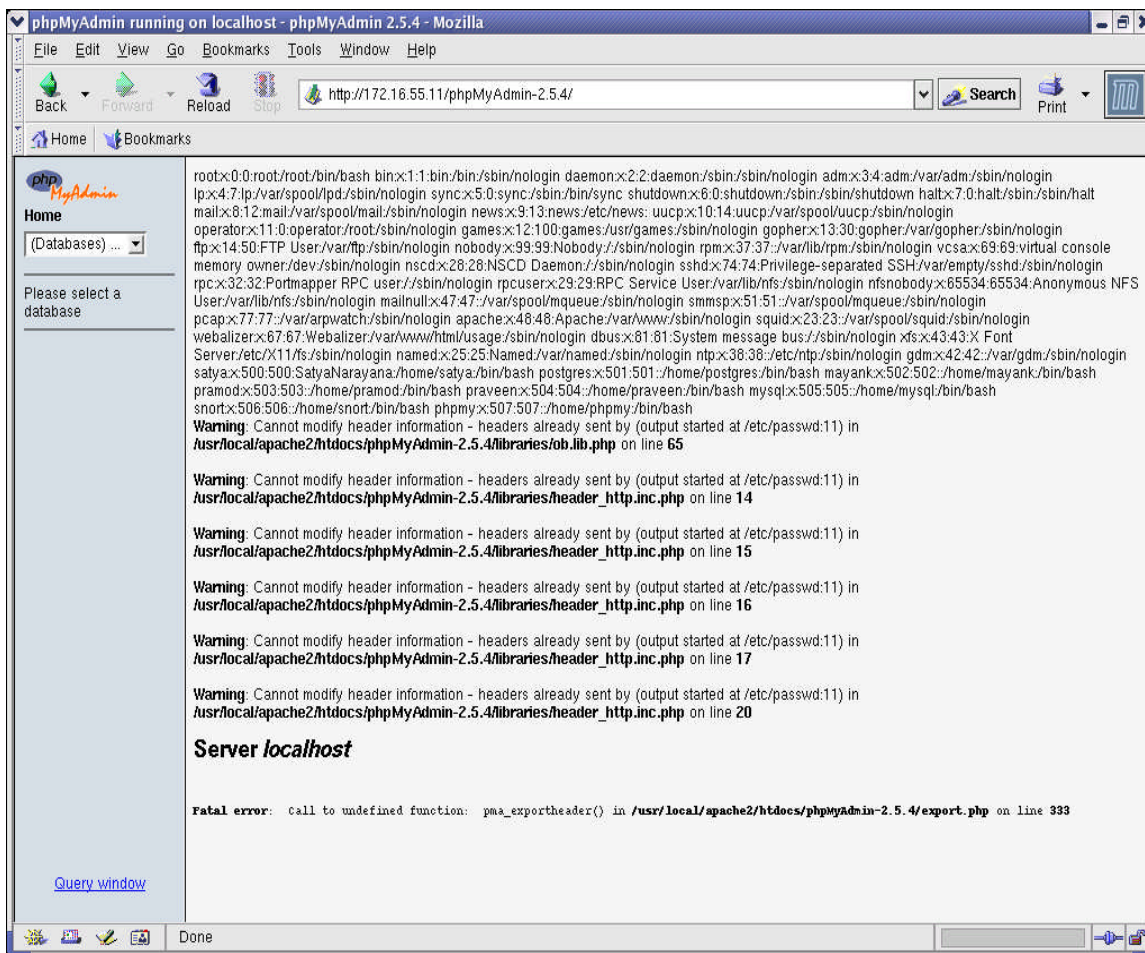 phpMyAdmin running on localhost - phpMyAdmin 2.5.4 - Mozilla
File Edit View Go Bookmarks Tools Window Help
Back Forward Reload Stop http://172.16.55.11/phpMyAdmin-2.5.4/ Search Print
Home Bookmarks
php
MyAdmin
Home
(Databases) ...
Please select a
database
Query window
root:x:0:0:root:/root:/bin/bash bin:x:1:1:bin:/bin:/sbin/nologin daemon:x:2:2:daemon:/sbin:/sbin/nologin adm:x:3:4:adm:/var/adm:/sbin/nologin
lp:x:4:7:lp:/var/spool/lpd:/sbin/nologin sync:x:5:0:sync:/sbin:/bin/sync shutdown:x:6:0:shutdown:/sbin:/sbin/shutdown halt:x:7:0:halt:/sbin:/sbin/halt
mail:x:8:12:mail:/var/spool/mail:/sbin/nologin news:x:9:13:news:/etc/news: uucp:x:10:14:uucp:/var/spool/uucp:/sbin/nologin
operator:x:11:0:operator:/root:/sbin/nologin games:x:12:100:games:/usr/games:/sbin/nologin gopher:x:13:30:gopher:/var/gopher:/sbin/nologin
ftp:x:14:50:FTP User:/var/ftp:/sbin/nologin nobody:x:99:99:Nobody:/:/sbin/nologin rpm:x:37:37::/var/lib/rpm:/sbin/nologin vcsa:x:69:69:virtual console
memory owner:/dev:/sbin/nologin nscd:x:28:28:NSCD Daemon:/:/sbin/nologin sshd:x:74:74:Privilege-separated SSH:/var/empty/sshd:/sbin/nologin
rpc:x:32:32:Portmapper RPC user:/:/sbin/nologin rpcuser:x:29:29:RPC Service User:/var/lib/nfs:/sbin/nologin nfsnobody:x:65534:65534:Anonymous NFS
User:/var/lib/nfs:/sbin/nologin mailnull:x:47:47::/var/spool/mqueue:/sbin/nologin smmsp:x:51:51::/var/spool/mqueue:/sbin/nologin
pcap:x:77:77::/var/arpwatch:/sbin/nologin apache:x:48:48:Apache:/var/www:/sbin/nologin squid:x:23:23::/var/spool/squid:/sbin/nologin
webalizer:x:67:67:Webalizer:/var/www/html/usage:/sbin/nologin dbus:x:81:81:System message bus:/:/sbin/nologin xfs:x:43:43:X Font
Server:/etc/X11/fs:/sbin/nologin named:x:25:25:Named:/var/named:/sbin/nologin ntp:x:38:38::/etc/ntp:/sbin/nologin gdm:x:42:42::/var/gdm:/sbin/nologin
satya:x:500:500:SatyaNarayana:/home/satya:/bin/bash postgres:x:501:501::/home/postgres:/bin/bash mayank:x:502:502::/home/mayank:/bin/bash
pramod:x:503:503::/home/pramod:/bin/bash praveen:x:504:504::/home/praveen:/bin/bash mysql:x:505:505::/home/mysql:/bin/bash
snort:x:506:506::/home/snort:/bin/bash phpmy:x:507:507::/home/phpmy:/bin/bash
Warning: Cannot modify header information - headers already sent by (output started at /etc/passwd:11) in
/usr/local/apache2/htdocs/phpMyAdmin-2.5.4/libraries/ob.lib.php on line 65
Warning: Cannot modify header information - headers already sent by (output started at /etc/passwd:11) in
/usr/local/apache2/htdocs/phpMyAdmin-2.5.4/libraries/header_http.inc.php on line 14
Warning: Cannot modify header information - headers already sent by (output started at /etc/passwd:11) in
/usr/local/apache2/htdocs/phpMyAdmin-2.5.4/libraries/header_http.inc.php on line 15
Warning: Cannot modify header information - headers already sent by (output started at /etc/passwd:11) in
/usr/local/apache2/htdocs/phpMyAdmin-2.5.4/libraries/header_http.inc.php on line 16
Warning: Cannot modify header information - headers already sent by (output started at /etc/passwd:11) in
/usr/local/apache2/htdocs/phpMyAdmin-2.5.4/libraries/header_http.inc.php on line 17
Warning: Cannot modify header information - headers already sent by (output started at /etc/passwd:11) in
/usr/local/apache2/htdocs/phpMyAdmin-2.5.4/libraries/header_http.inc.php on line 20
Server localhost
Fatal error: Call to undefined function: pma_exportheader() in /usr/local/apache2/htdocs/phpMyAdmin-2.5.4/export.php on line 333
Done